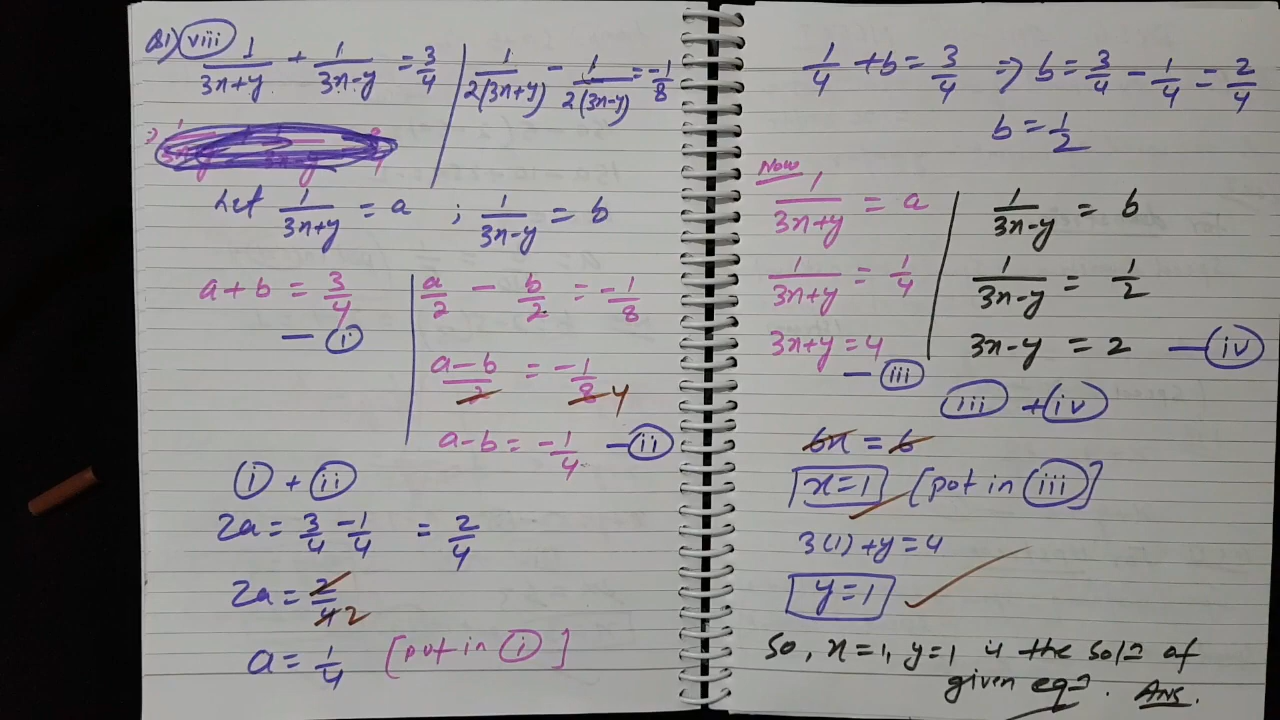 Q1) viii 1/(3x+y) + 1/(3x-y) = 3/4 | 1/2(3x+y) - 1/2(3x-y) = -1/8
Let 1/(3x+y) = a ; 1/(3x-y) = b
a + b = 3/4 — i
a/2 - b/2 = -1/8
(a-b)/2 = -1/8 4
a-b = -1/4 — ii
i + ii
2a = 3/4 - 1/4 = 2/4
2a = 2/4 2
a = 1/4 [put in i]
1/4 + b = 3/4 => b = 3/4 - 1/4 = 2/4
b = 1/2
Now
1/(3x+y) = a
1/(3x+y) = 1/4
3x+y = 4 — iii
1/(3x-y) = b
1/(3x-y) = 1/2
3x-y = 2 — iv
iii + iv
6x = 6
x=1 [put in iii]
3(1)+y=4
y=1
So, x=1, y=1 is the sol^n of
given eq^n. Ans.